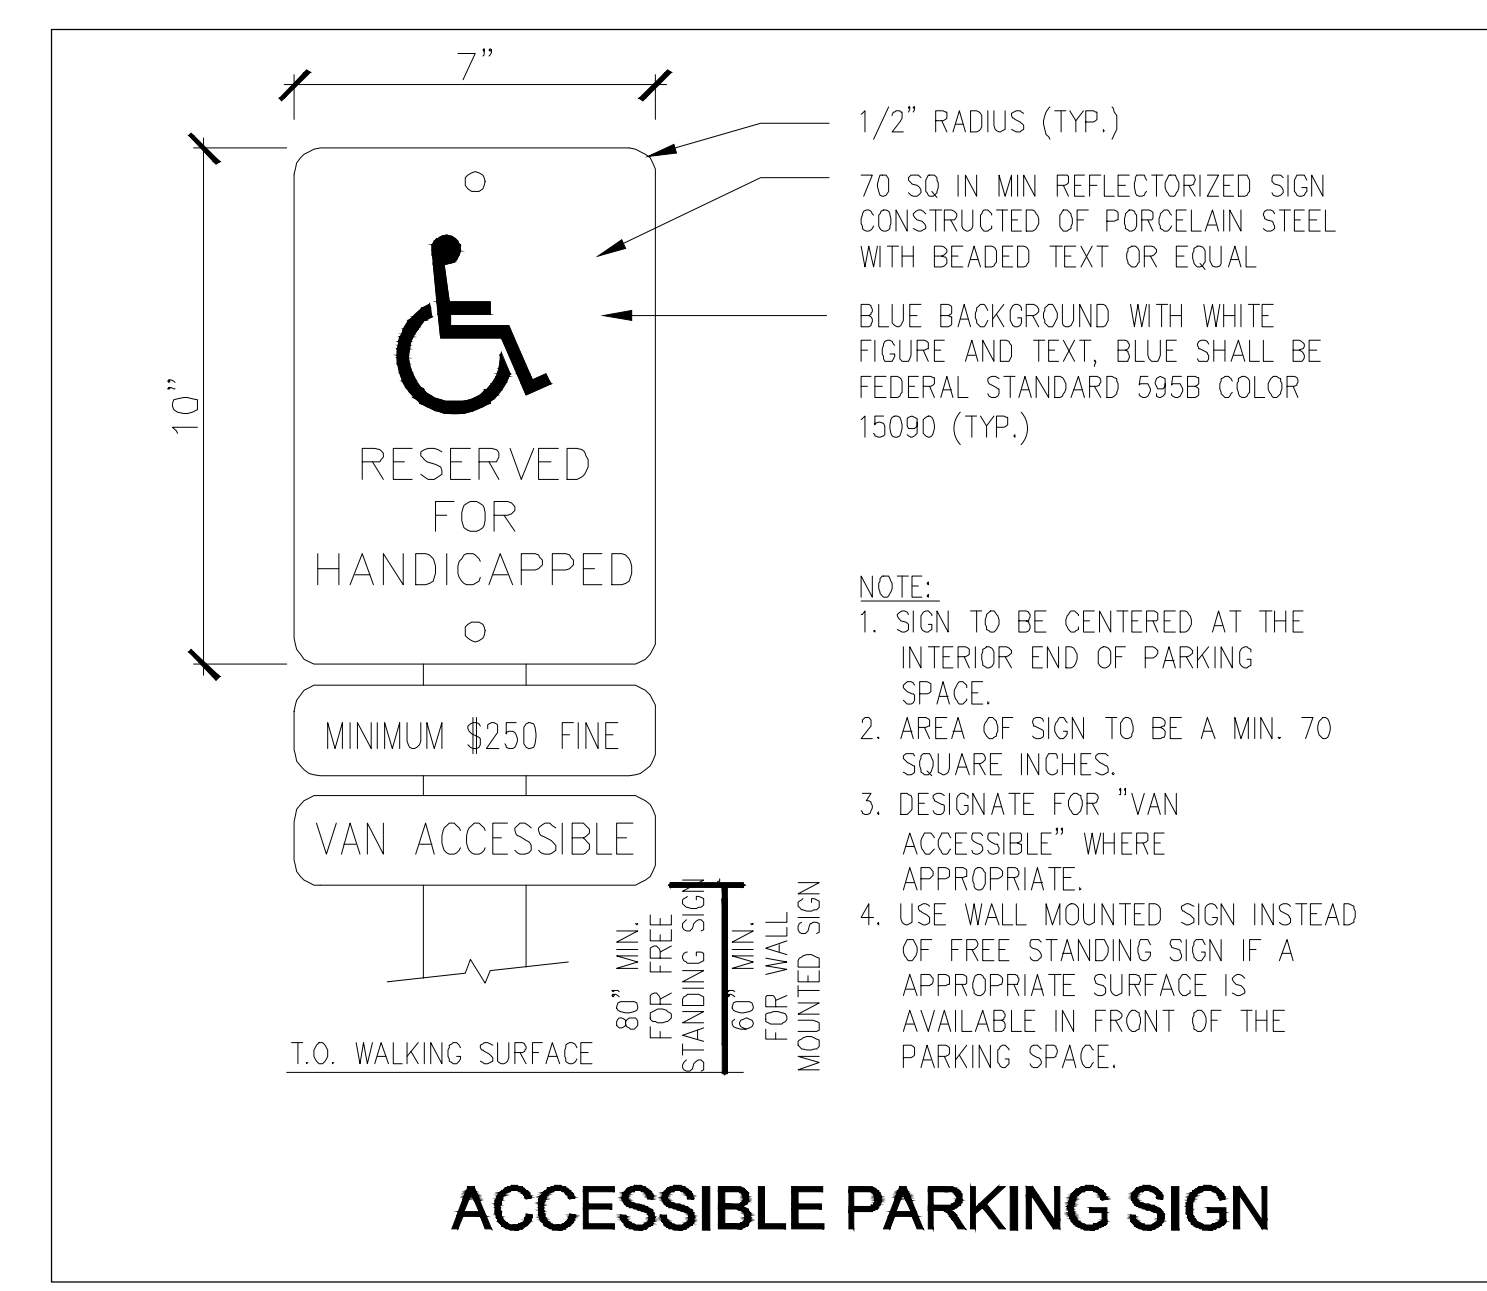 7"
10"
RESERVED
FOR
HANDICAPPED
MINIMUM $250 FINE
VAN ACCESSIBLE
80" MIN.
FOR FREE
STANDING SIGN
60" MIN.
FOR WALL
MOUNTED SIGN
T.O. WALKING SURFACE
1/2" RADIUS (TYP.)
70 SQ IN MIN REFLECTORIZED SIGN
CONSTRUCTED OF PORCELAIN STEEL
WITH BEADED TEXT OR EQUAL
BLUE BACKGROUND WITH WHITE
FIGURE AND TEXT, BLUE SHALL BE
FEDERAL STANDARD 595B COLOR
15090 (TYP.)
NOTE:
1. SIGN TO BE CENTERED AT THE
INTERIOR END OF PARKING
SPACE.
2. AREA OF SIGN TO BE A MIN. 70
SQUARE INCHES.
3. DESIGNATE FOR "VAN
ACCESSIBLE" WHERE
APPROPRIATE.
4. USE WALL MOUNTED SIGN INSTEAD
OF FREE STANDING SIGN IF A
APPROPRIATE SURFACE IS
AVAILABLE IN FRONT OF THE
PARKING SPACE.
ACCESSIBLE PARKING SIGN